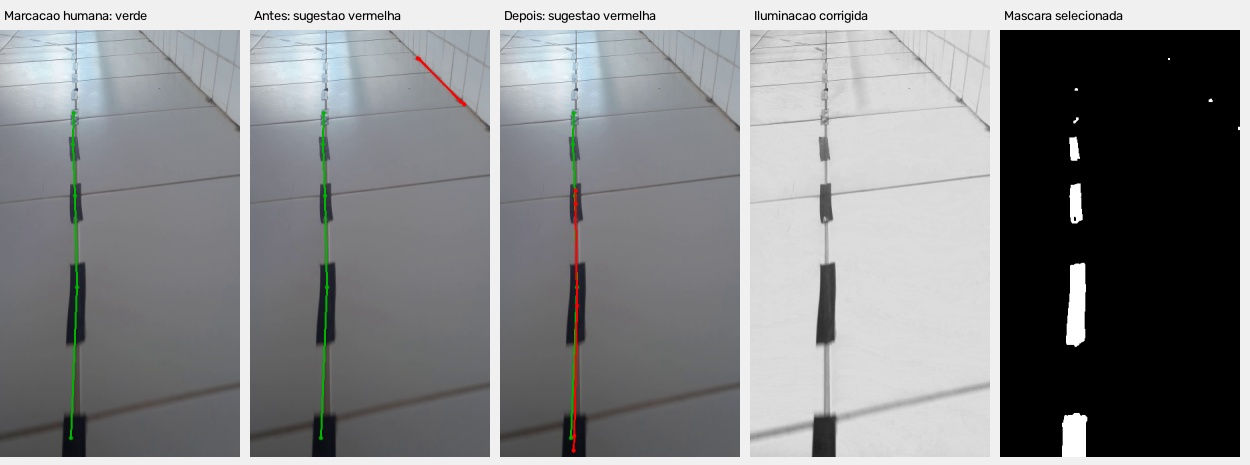 Marcacao humana: verde
Antes: sugestao vermelha
Depois: sugestao vermelha
Iluminacao corrigida
Mascara selecionada